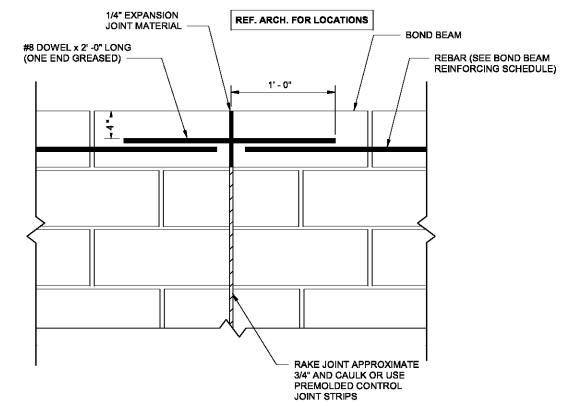 1/4" EXPANSION
JOINT MATERIAL
REF. ARCH. FOR LOCATIONS
BOND BEAM
#8 DOWEL x 2' -0" LONG
(ONE END GREASED)
REBAR (SEE BOND BEAM
REINFORCING SCHEDULE)
1' - 0"
4"
RAKE JOINT APPROXIMATE
3/4" AND CAULK OR USE
PREMOLDED CONTROL
JOINT STRIPS